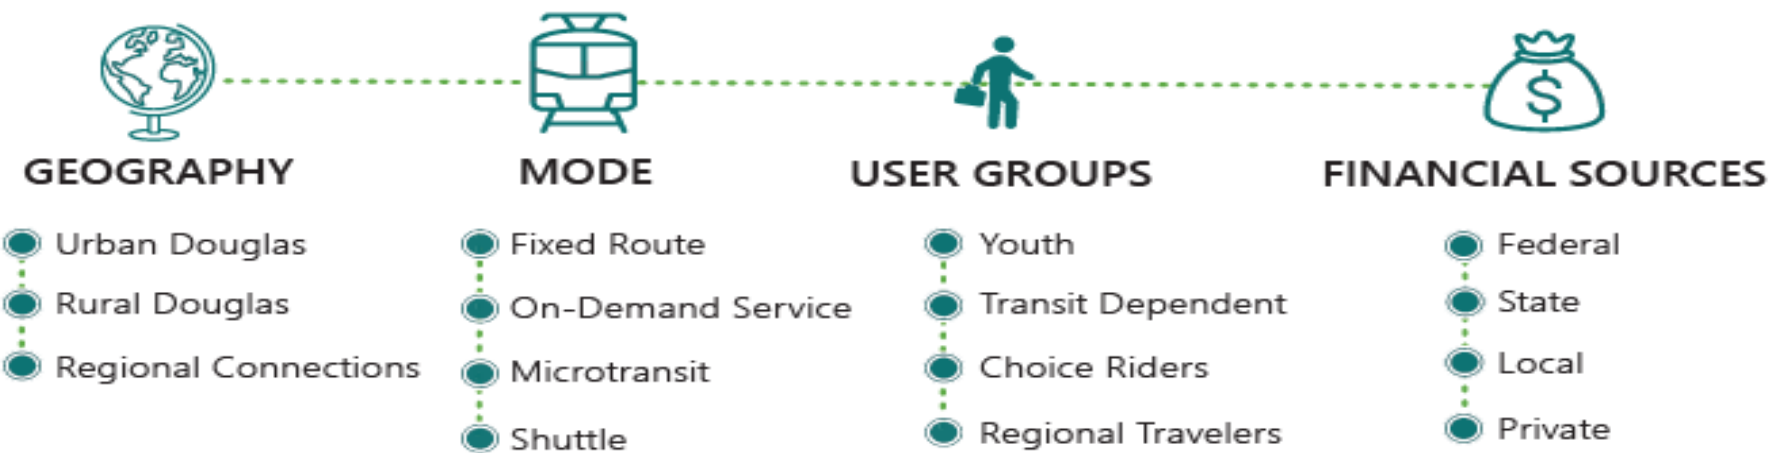 $
GEOGRAPHY
Urban Douglas
Rural Douglas
Regional Connections
MODE
Fixed Route
On-Demand Service
Microtransit
Shuttle
USER GROUPS
Youth
Transit Dependent
Choice Riders
Regional Travelers
FINANCIAL SOURCES
Federal
State
Local
Private